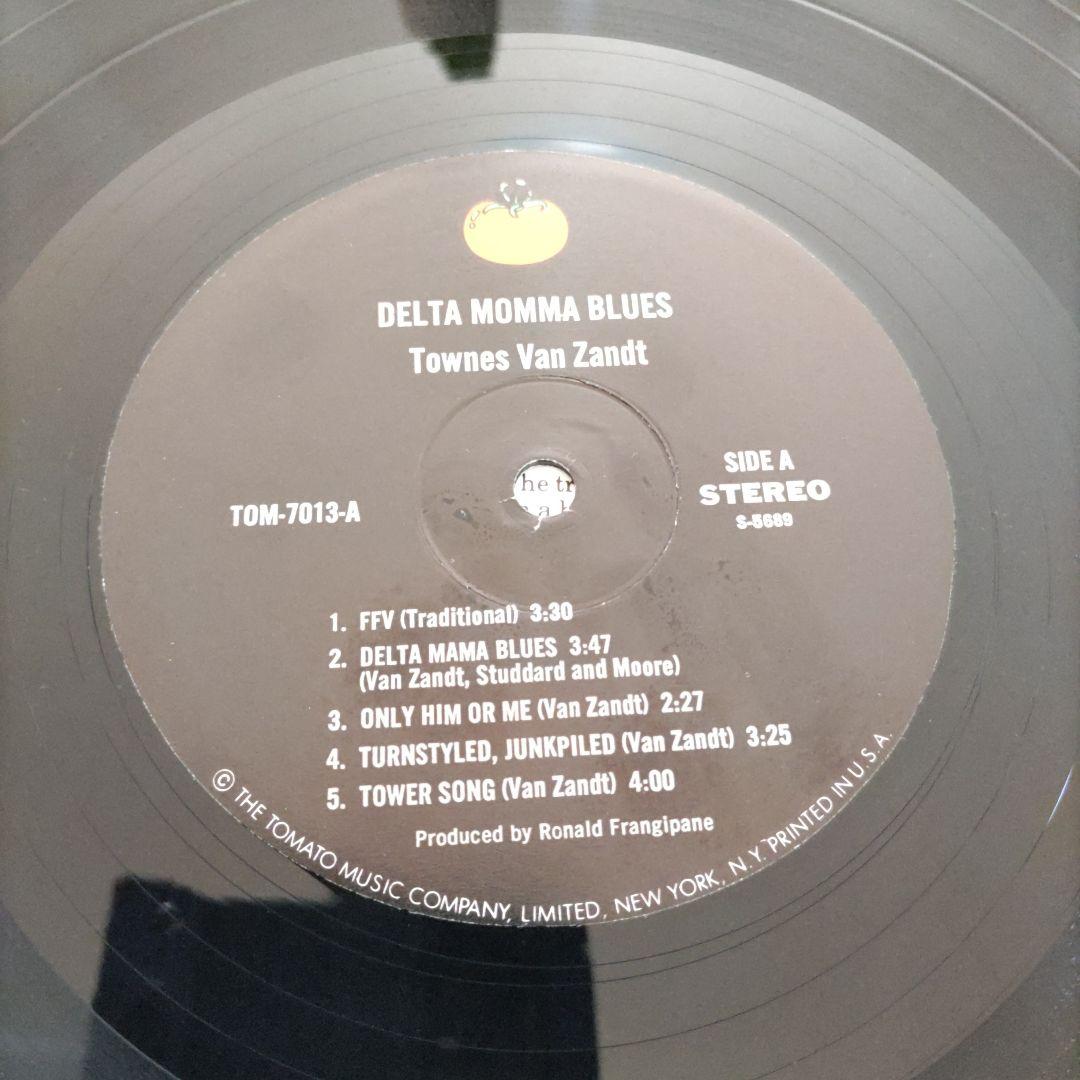 DELTA MOMMA BLUES
Townes Van Zandt
SIDE A
STEREO
S-5689
TOM-7013-A
he tr
a
1. FFV (Traditional) 3:30
2. DELTA MAMA BLUES 3:47
(Van Zandt, Studdard and Moore)
3. ONLY HIM OR ME (Van Zandt) 2:27
4. TURNSTYLED, JUNKPILED (Van Zandt) 3:25
5. TOWER SONG (Van Zandt) 4:00
Produced by Ronald Frangipane
© THE TOMATO MUSIC COMPANY, LIMITED, NEW YORK, N.Y. PRINTED IN U.S.A.